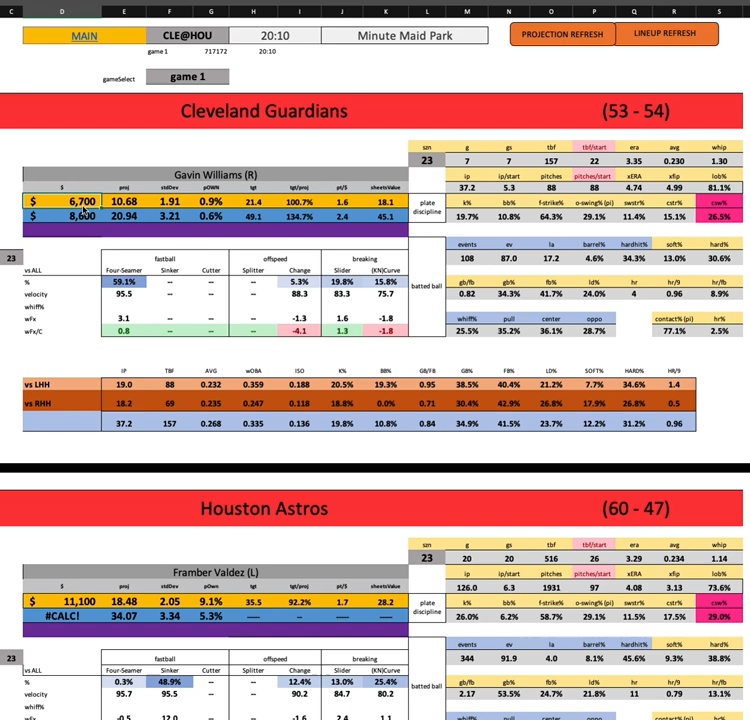 C D E F G H I J K L M N O P Q R S
MAIN CLE@HOU 20:10 Minute Maid Park PROJECTION REFRESH LINEUP REFRESH
game 1 717172 20:10
gameSelect game 1
Cleveland Guardians (53 - 54)
szn g gs tbf tbf/start era avg whip
23 7 7 157 22 3.35 0.230 1.30
Gavin Williams (R) ip ip/start pitches pitches/start xERA xfip lob%
$ proj stdDev pOWN tgt tgt/proj pt/$ sheetsValue 37.2 5.3 88 88 4.74 4.99 81.1%
$ 6,700 10.68 1.91 0.9% 21.4 100.7% 1.6 18.1 plate discipline k% bb% f-strike% o-swing% (pi) swstr% cstr% csw%
$ 8,600 20.94 3.21 0.6% 49.1 134.7% 2.4 45.1 19.7% 10.8% 64.3% 29.1% 11.4% 15.1% 26.5%
events ev la barrel% hardhit% soft% hard%
23 fastball offspeed breaking 108 87.0 17.2 4.6% 34.3% 13.0% 30.6%
vs ALL Four-Seamer Sinker Cutter Splitter Change Slider (KN)Curve
% 59.1% -- -- -- 5.3% 19.8% 15.8% batted ball gb/fb gb% fb% ld% hr hr/9 hr/fb
velocity 95.5 -- -- -- 88.3 83.3 75.7 0.82 34.3% 41.7% 24.0% 4 0.96 8.9%
whiff%
wFx 3.1 -- -- -- -1.3 1.6 -1.8 whiff% pull center oppo contact% (pi) hr%
wFx/C 0.8 -- -- -- -4.1 1.3 -1.8 25.5% 35.2% 36.1% 28.7% 77.1% 2.5%
IP TBF AVG wOBA ISO K% BB% GB/FB GB% FB% LD% SOFT% HARD% HR/9
vs LHH 19.0 88 0.232 0.359 0.188 20.5% 19.3% 0.95 38.5% 40.4% 21.2% 7.7% 34.6% 1.4
vs RHH 18.2 69 0.235 0.247 0.118 18.8% 0.0% 0.71 30.4% 42.9% 26.8% 17.9% 26.8% 0.5
37.2 157 0.268 0.335 0.136 19.8% 10.8% 0.84 34.9% 41.5% 23.7% 12.2% 31.2% 0.96
Houston Astros (60 - 47)
szn g gs tbf tbf/start era avg whip
23 20 20 516 26 3.29 0.234 1.14
Framber Valdez (L) ip ip/start pitches pitches/start xERA xfip lob%
$ proj stdDev pOwn tgt tgt/proj pt/$ sheetsValue 126.0 6.3 1931 97 4.08 3.13 73.6%
$ 11,100 18.48 2.05 9.1% 35.5 92.2% 1.7 28.2 plate discipline k% bb% f-strike% o-swing% (pi) swstr% cstr% csw%
#CALC! 34.07 3.34 5.3% ---- -- -- ---- 26.0% 6.2% 58.7% 29.1% 11.5% 17.5% 29.0%
events ev la barrel% hardhit% soft% hard%
23 fastball offspeed breaking 344 91.9 4.0 8.1% 45.6% 9.3% 38.8%
vs ALL Four-Seamer Sinker Cutter Splitter Change Slider (KN)Curve
% 0.3% 48.9% -- -- 12.4% 13.0% 25.4% batted ball gb/fb gb% fb% ld% hr hr/9 hr/fb
velocity 95.7 95.5 -- -- 90.2 84.7 80.2 2.17 53.5% 24.7% 21.8% 11 0.79 13.1%
whiff%
wFx -0.5 12.0 -- -- -1.6 2.4 1.1 whiff% pull center oppo contact% (pi) hr%